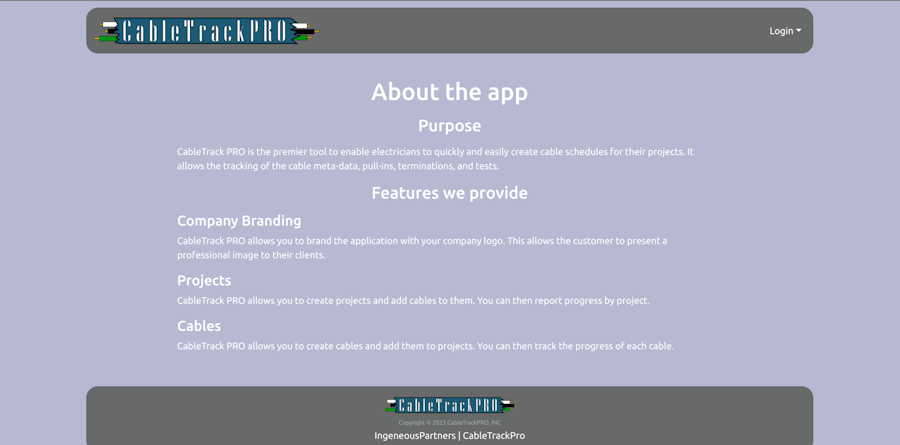 CableTrackPRO
Login
About the app
Purpose
CableTrack PRO is the premier tool to enable electricians to quickly and easily create cable schedules for their projects. It
allows the tracking of the cable meta-data, pull-ins, terminations, and tests.
Features we provide
Company Branding
CableTrack PRO allows you to brand the application with your company logo. This allows the customer to present a
professional image to their clients.
Projects
CableTrack PRO allows you to create projects and add cables to them. You can then report progress by project.
Cables
CableTrack PRO allows you to create cables and add them to projects. You can then track the progress of each cable.
CableTrackPRO
Copyright © 2023 CableTrackPRO, INC
IngeneousPartners | CableTrackPro